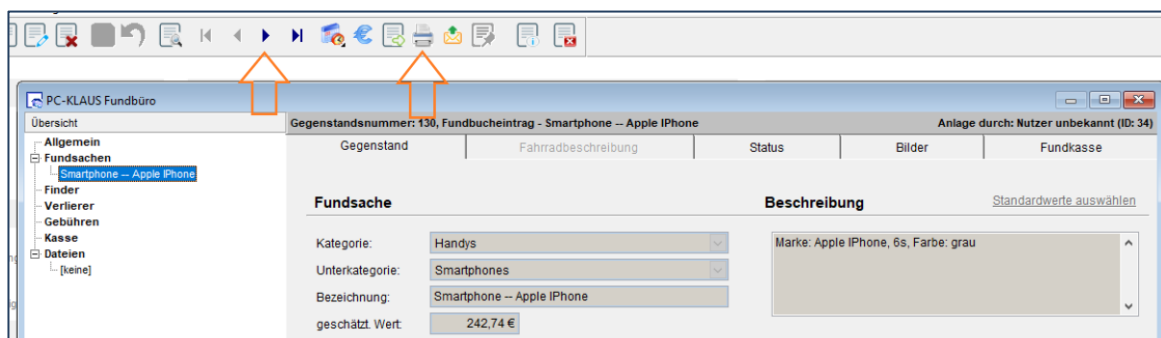 PC-KLAUS Fundbüro
Übersicht
Allgemein
Fundsachen
Smartphone -- Apple IPhone
Finder
Verlierer
Gebühren
Kasse
Dateien
[keine]
Gegenstandsnummer: 130, Fundbucheintrag - Smartphone -- Apple IPhone
Anlage durch: Nutzer unbekannt (ID: 34)
Gegenstand
Fahrradbeschreibung
Status
Bilder
Fundkasse
Fundsache
Kategorie: Handys
Unterkategorie: Smartphones
Bezeichnung: Smartphone -- Apple IPhone
geschätzt. Wert: 242,74 €
Beschreibung
Standardwerte auswählen
Marke: Apple IPhone, 6s, Farbe: grau